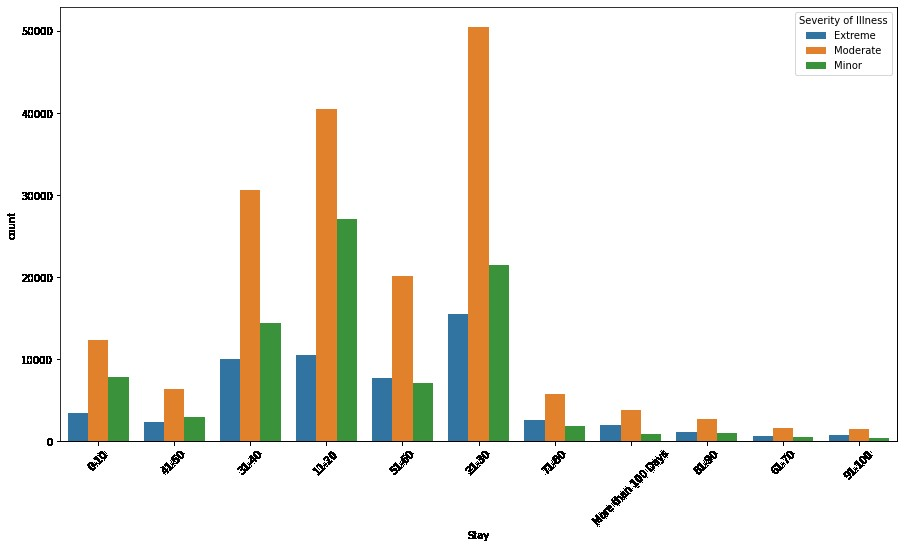 Severity of Illness
Extreme
Moderate
Minor
50000
40000
30000
20000
10000
0
count
0-10
41-50
31-40
11-20
51-60
21-30
71-80
More than 100 Days
81-90
61-70
91-100
Stay